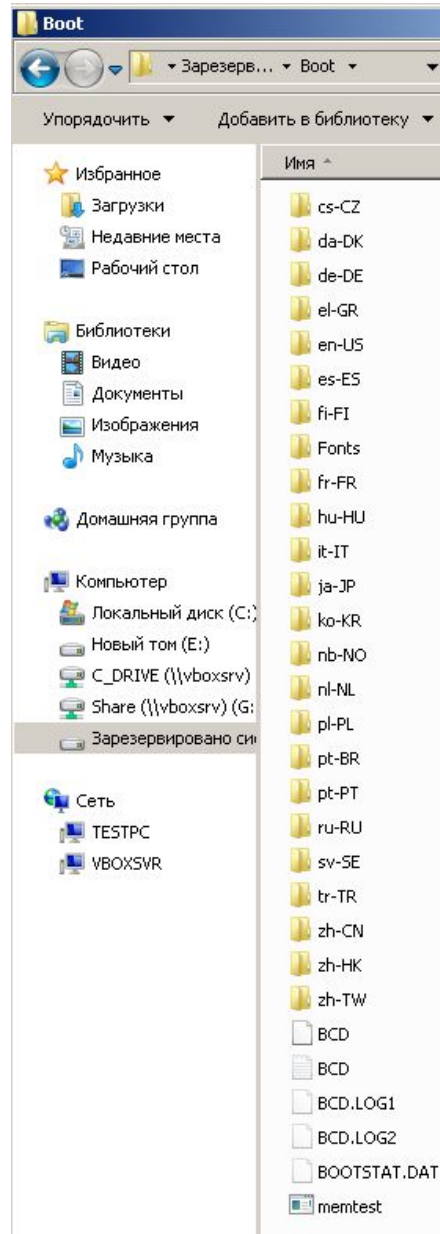 Boot
Зарезерв... Boot
Упорядочить Добавить в библиотеку
Избранное
Загрузки
Недавние места
Рабочий стол
Библиотеки
Видео
Документы
Изображения
Музыка
Домашняя группа
Компьютер
Локальный диск (C:)
Новый том (E:)
C_DRIVE (\\vboxsrv)
Share (\\vboxsrv) (G:
Зарезервировано си
Сеть
TESTPC
VBOXSVR
Имя
cs-CZ
da-DK
de-DE
el-GR
en-US
es-ES
fi-FI
Fonts
fr-FR
hu-HU
it-IT
ja-JP
ko-KR
nb-NO
nl-NL
pl-PL
pt-BR
pt-PT
ru-RU
sv-SE
tr-TR
zh-CN
zh-HK
zh-TW
BCD
BCD
BCD.LOG1
BCD.LOG2
BOOTSTAT.DAT
memtest